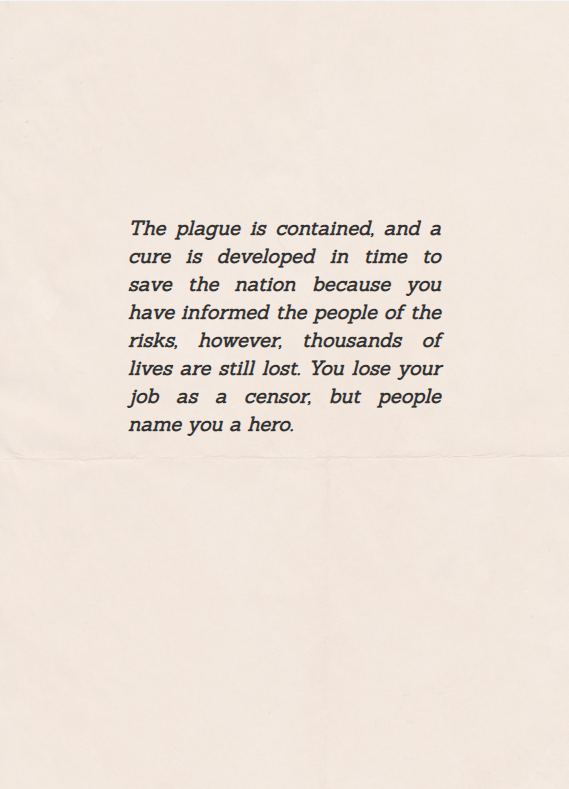 The plague is contained, and a
cure is developed in time to
save the nation because you
have informed the people of the
risks, however, thousands of
lives are still lost. You lose your
job as a censor, but people
name you a hero.